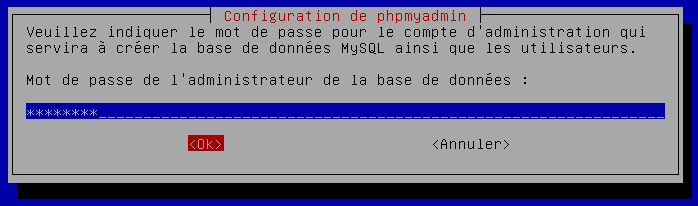 Configuration de phpmyadmin
Veuillez indiquer le mot de passe pour le compte d'administration qui
servira à créer la base de données MySQL ainsi que les utilisateurs.
Mot de passe de l'administrateur de la base de données :
********
<Ok> <Annuler>